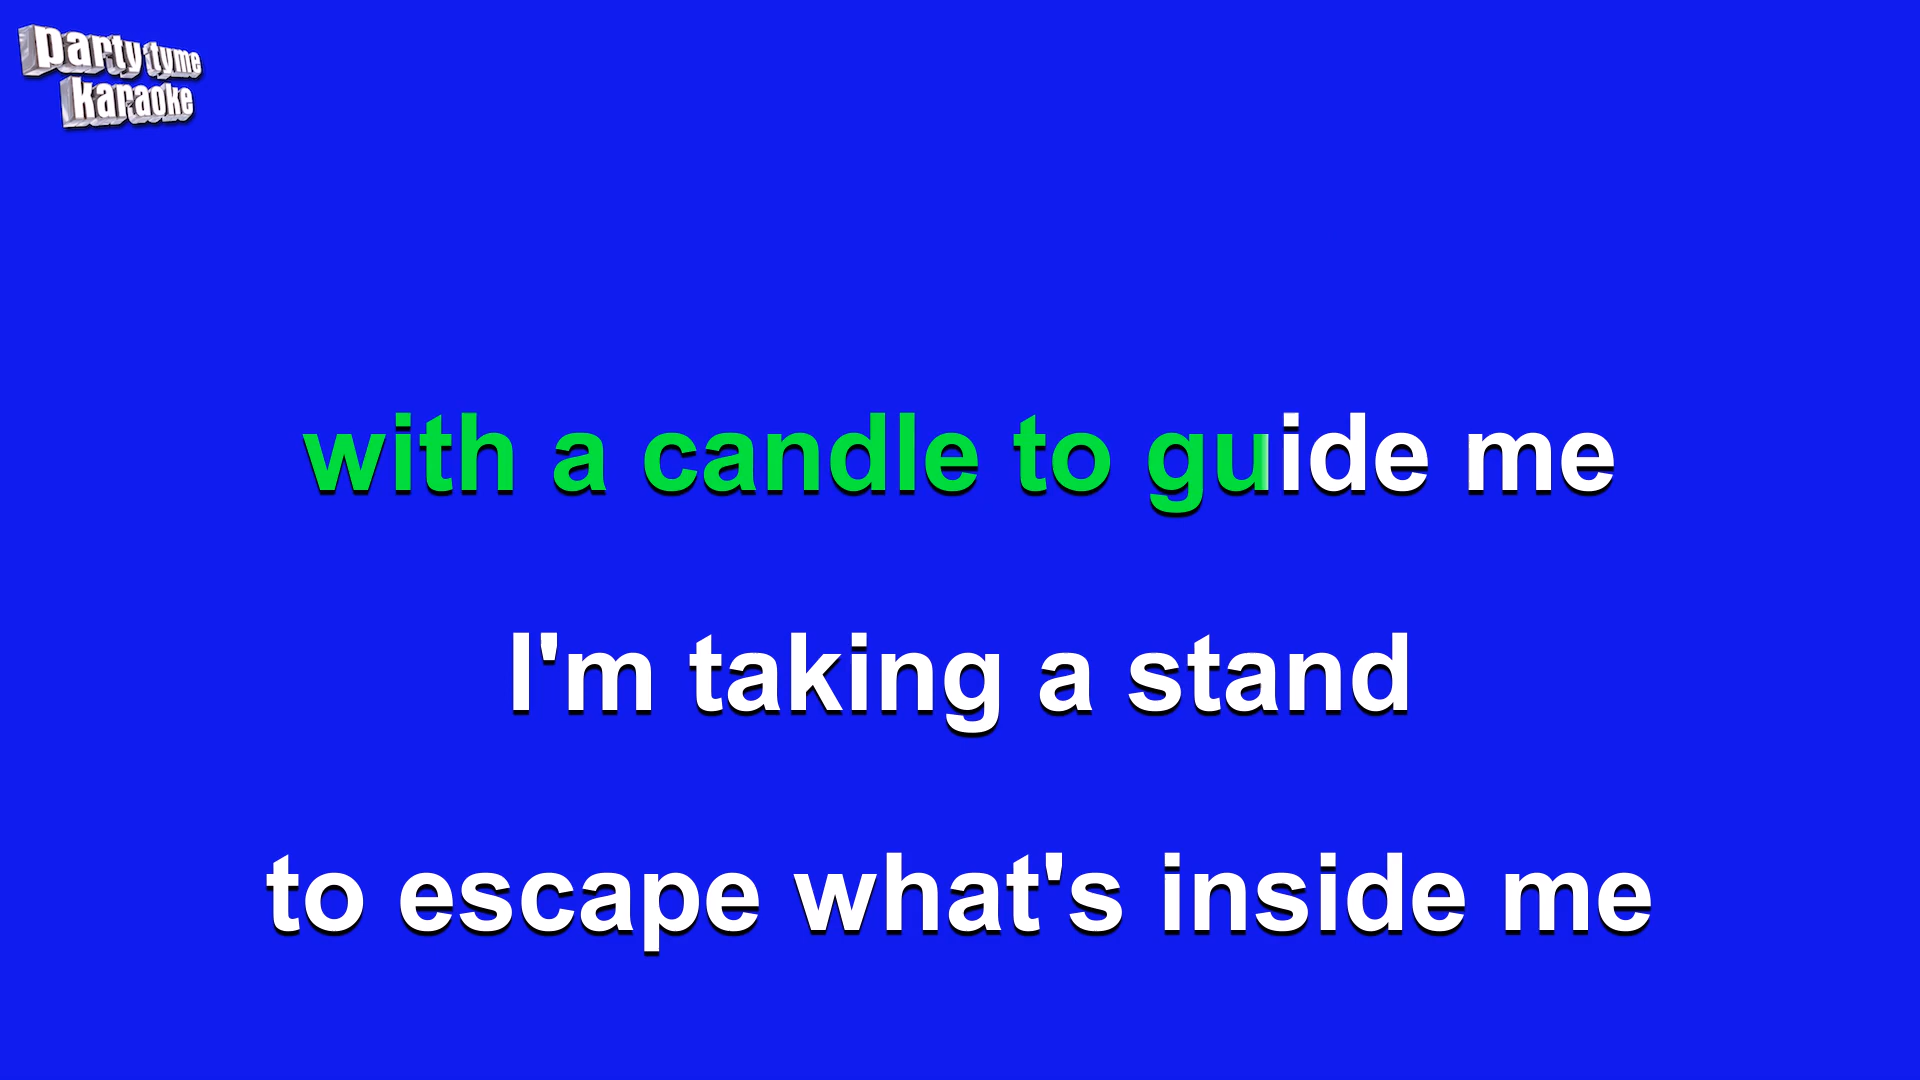 party tyme
karaoke
with a candle to guide me
I'm taking a stand
to escape what's inside me